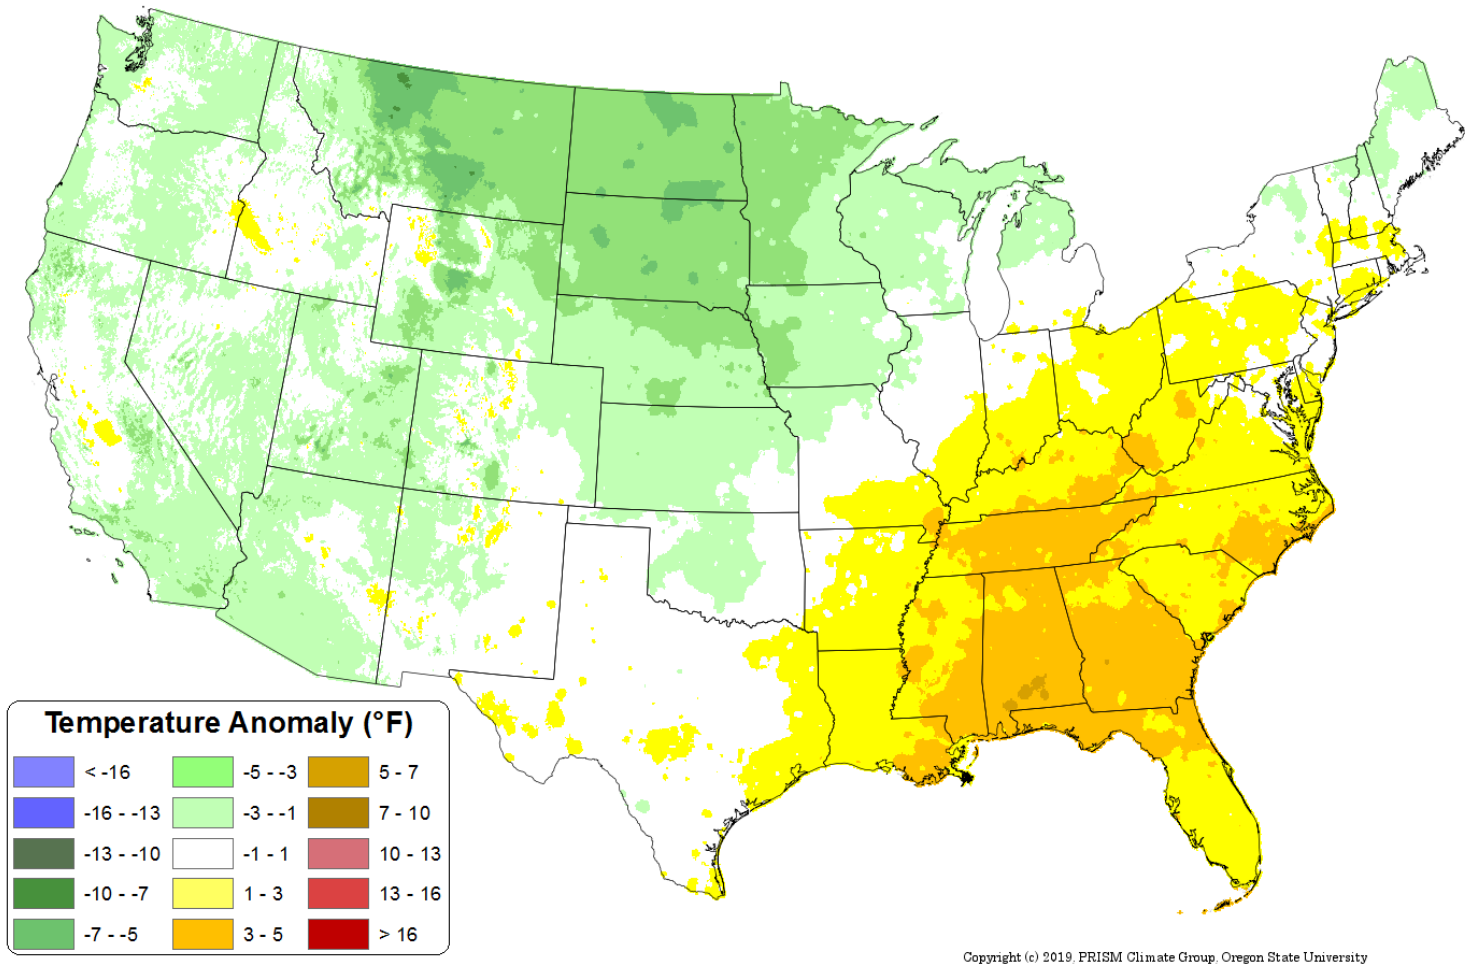 Temperature Anomaly (°F)
< -16
-16 - -13
-13 - -10
-10 - -7
-7 - -5
-5 - -3
-3 - -1
-1 - 1
1 - 3
3 - 5
5 - 7
7 - 10
10 - 13
13 - 16
> 16
Copyright (c) 2019, PRISM Climate Group, Oregon State University